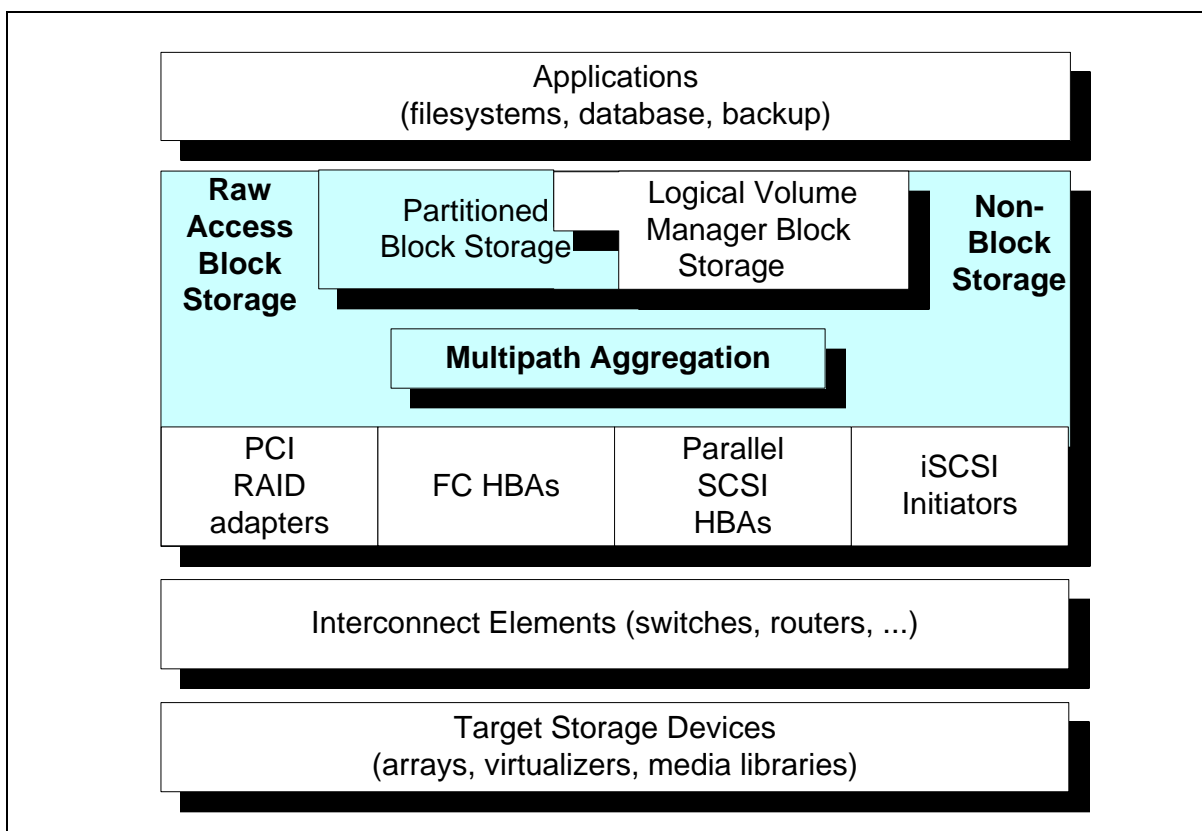 Applications
(filesystems, database, backup)
Raw
Access
Block
Storage
Partitioned
Block Storage
Logical Volume
Manager Block
Storage
Non-
Block
Storage
Multipath Aggregation
PCI
RAID
adapters
FC HBAs
Parallel
SCSI
HBAs
iSCSI
Initiators
Interconnect Elements (switches, routers, ...)
Target Storage Devices
(arrays, virtualizers, media libraries)